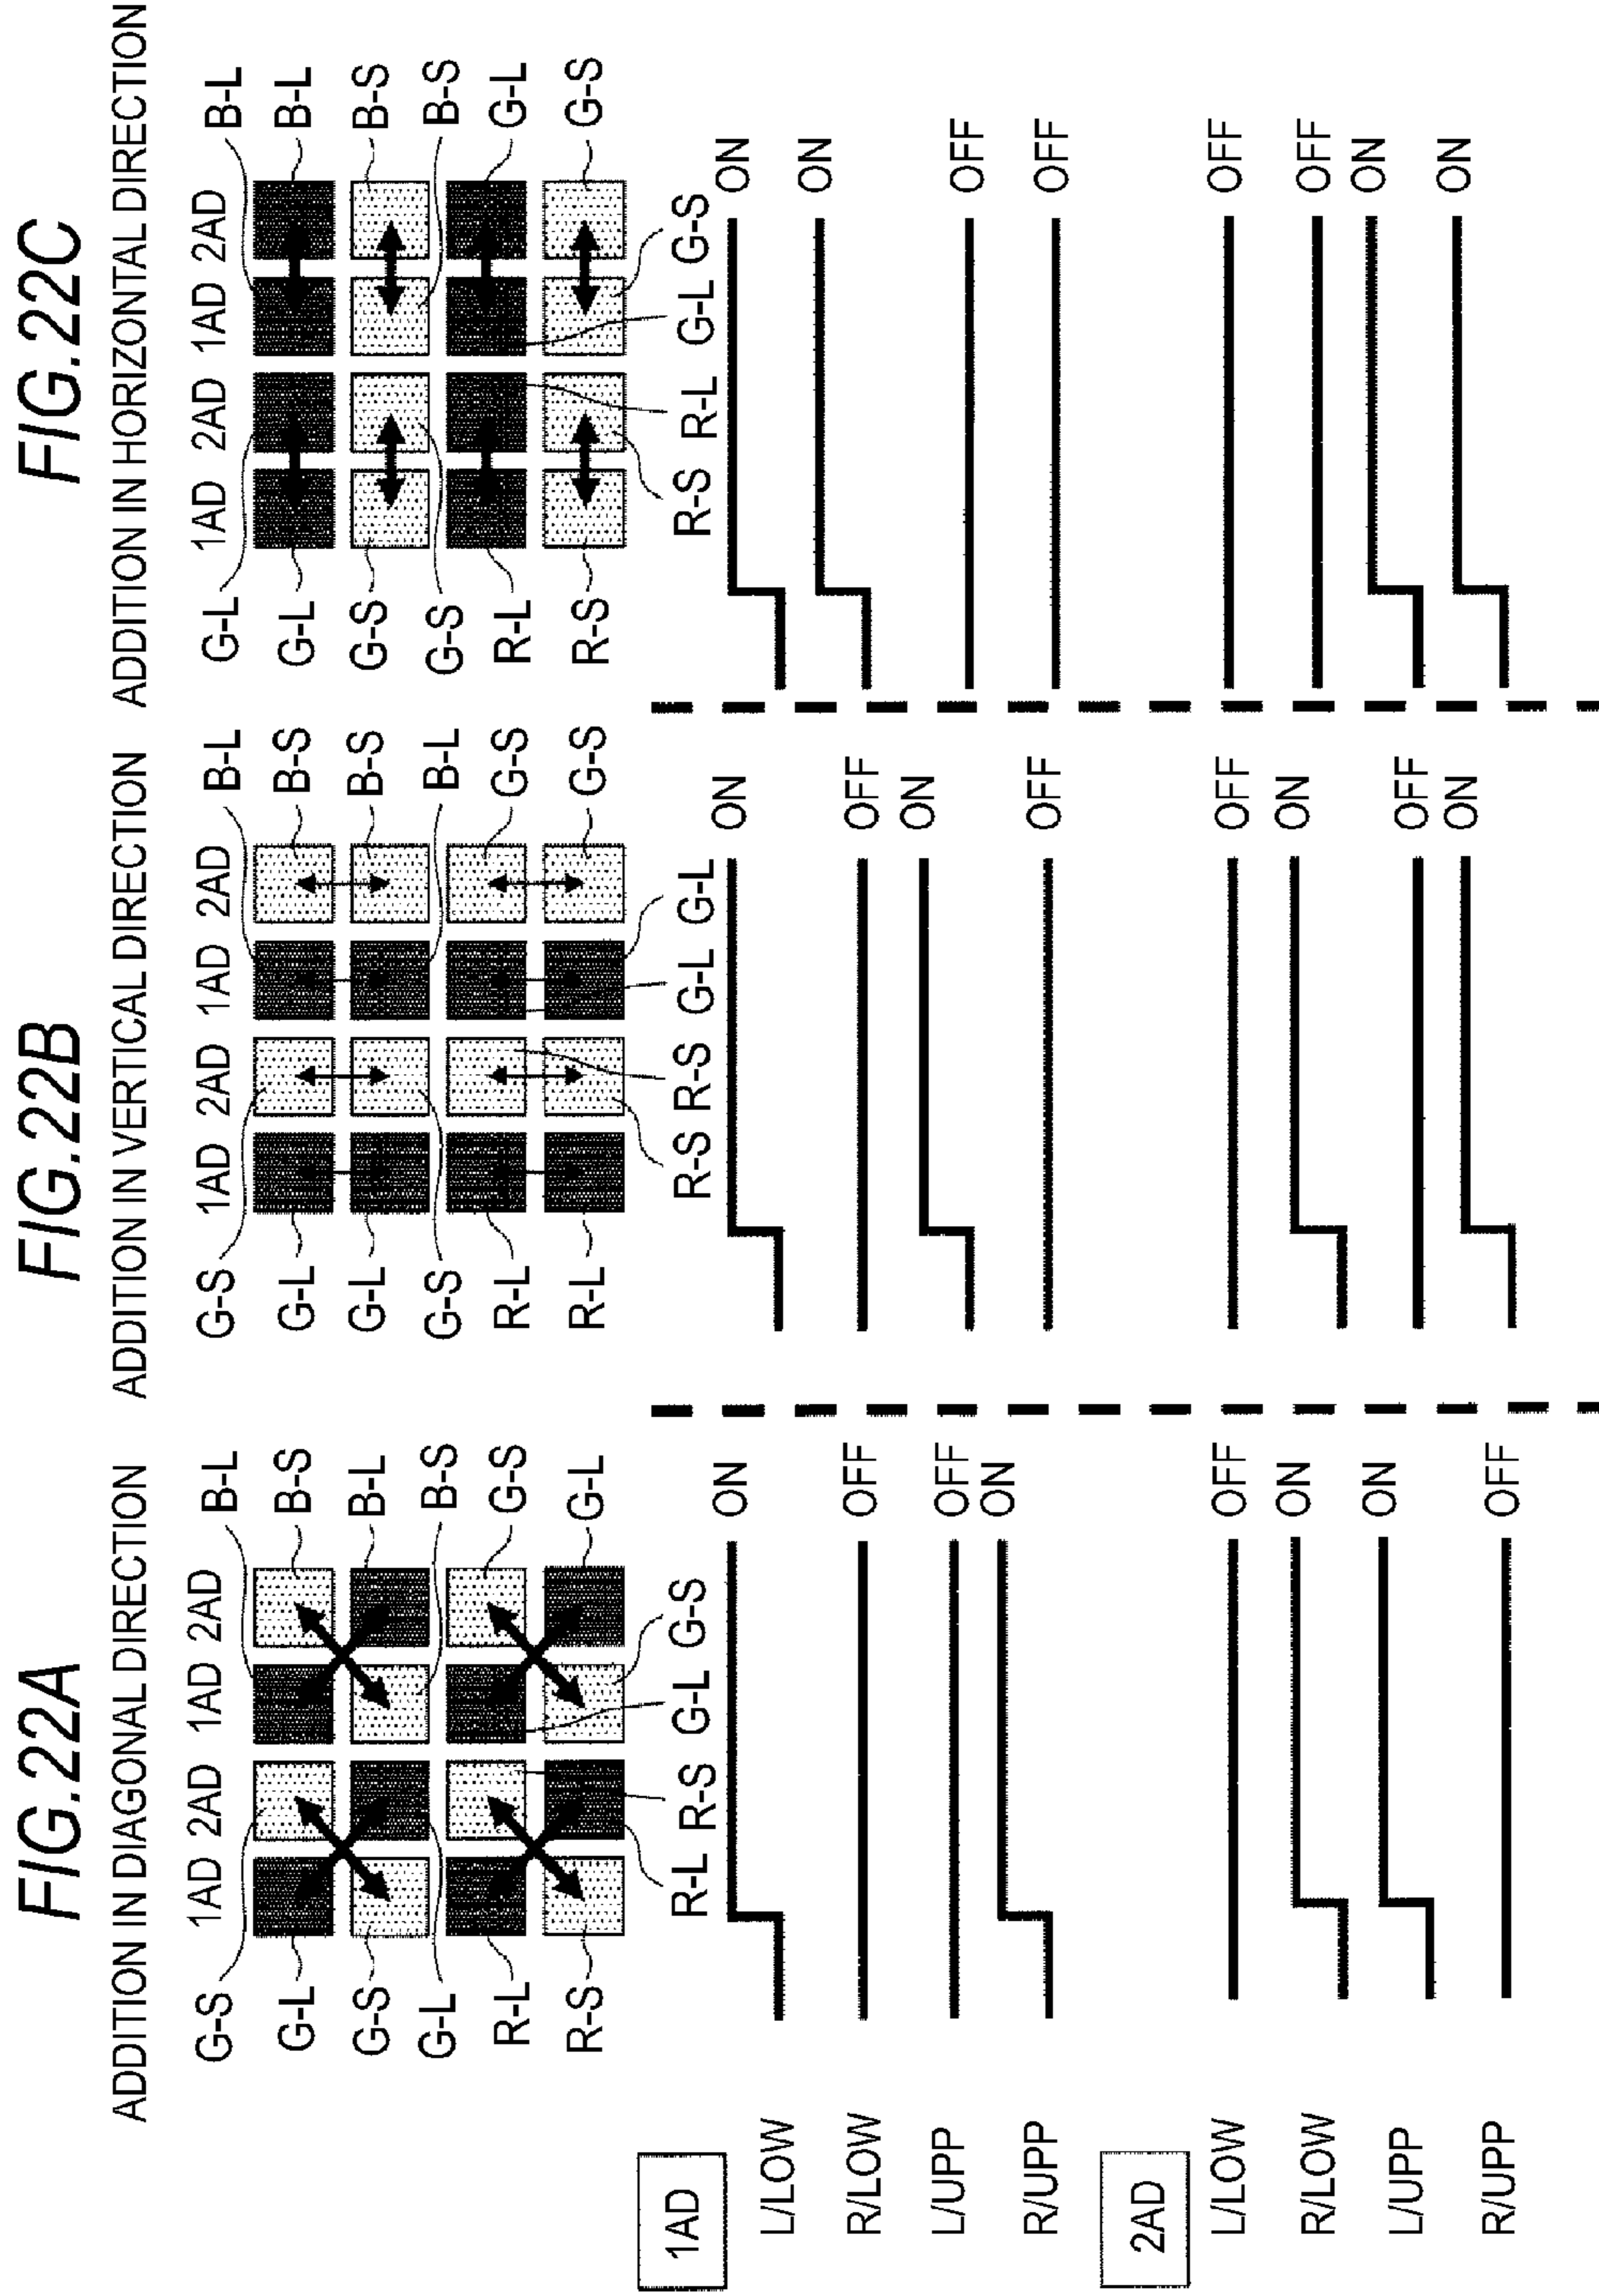 FIG.22A
ADDITION IN DIAGONAL DIRECTION
1AD 2AD 1AD 2AD
G-S
G-L
G-S
G-L
R-L
R-S
B-L
B-S
B-L
B-S
G-S
G-L
R-L R-S G-L G-S
FIG.22B
ADDITION IN VERTICAL DIRECTION
1AD 2AD 1AD 2AD
G-S
G-L
G-L
G-S
R-L
R-L
B-L
B-S
B-S
B-L
G-S
G-S
R-S R-S G-L G-L
FIG.22C
ADDITION IN HORIZONTAL DIRECTION
1AD 2AD 1AD 2AD
G-L
G-L
G-S
G-S
R-L
R-S
B-L
B-L
B-S
B-S
G-L
G-S
R-S R-L G-L G-S
1AD
L/LOW ON ON ON
R/LOW OFF OFF ON
L/UPP OFF ON OFF
R/UPP ON OFF OFF
2AD
L/LOW OFF OFF OFF
R/LOW ON ON OFF
L/UPP ON OFF ON
R/UPP OFF ON ON